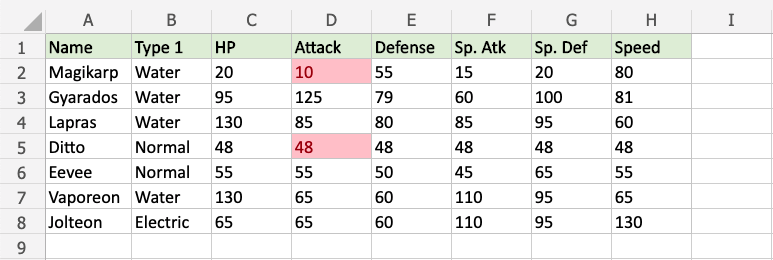 A B C D E F G H I
1 Name Type 1 HP Attack Defense Sp. Atk Sp. Def Speed
2 Magikarp Water 20 10 55 15 20 80
3 Gyarados Water 95 125 79 60 100 81
4 Lapras Water 130 85 80 85 95 60
5 Ditto Normal 48 48 48 48 48 48
6 Eevee Normal 55 55 50 45 65 55
7 Vaporeon Water 130 65 60 110 95 65
8 Jolteon Electric 65 65 60 110 95 130
9